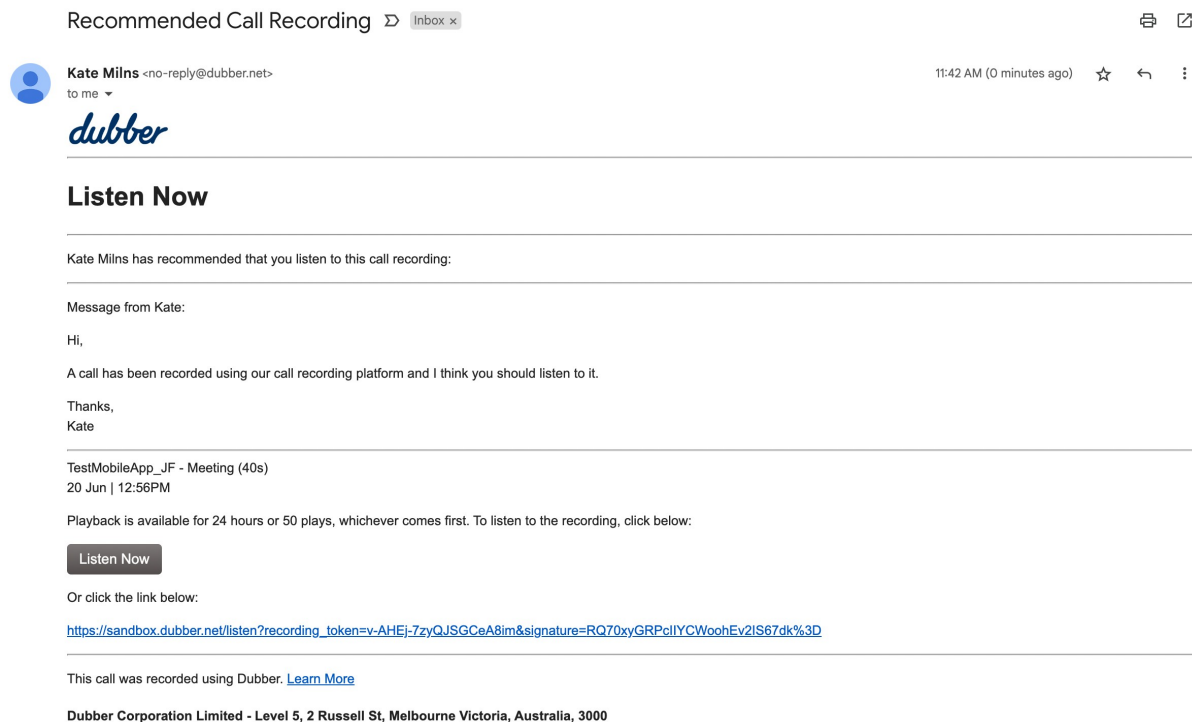 Recommended Call Recording Inbox ×
Kate Milns <no-reply@dubber.net> 11:42 AM (0 minutes ago)
to me
dubber
Listen Now
Kate Milns has recommended that you listen to this call recording:
Message from Kate:
Hi,
A call has been recorded using our call recording platform and I think you should listen to it.
Thanks,
Kate
TestMobileApp_JF - Meeting (40s)
20 Jun | 12:56PM
Playback is available for 24 hours or 50 plays, whichever comes first. To listen to the recording, click below:
Listen Now
Or click the link below:
https://sandbox.dubber.net/listen?recording_token=v-AHEj-7zyQJSGCeA8im&signature=RQ70xyGRPclIYCWoohEv2IS67dk%3D
This call was recorded using Dubber. Learn More
Dubber Corporation Limited - Level 5, 2 Russell St, Melbourne Victoria, Australia, 3000